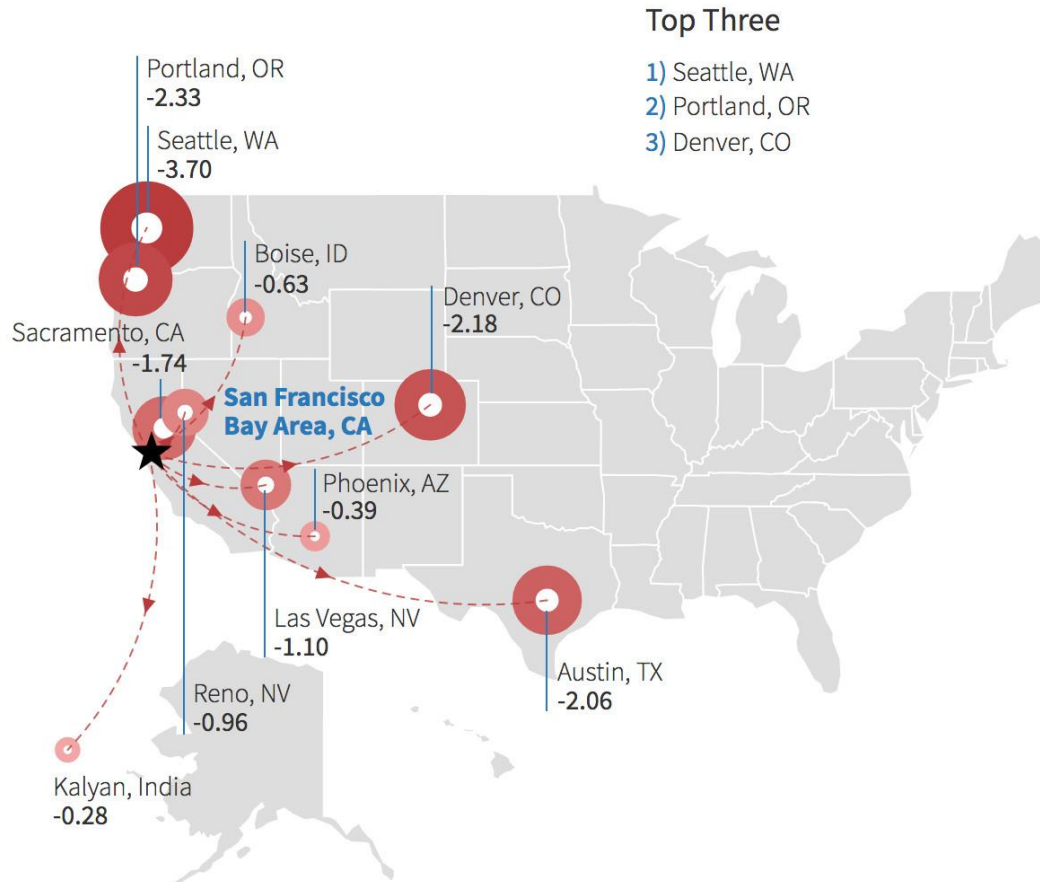 Top Three
1) Seattle, WA
2) Portland, OR
3) Denver, CO
Portland, OR
-2.33
Seattle, WA
-3.70
Boise, ID
-0.63
Denver, CO
-2.18
Sacramento, CA
-1.74
San Francisco
Bay Area, CA
Phoenix, AZ
-0.39
Las Vegas, NV
-1.10
Austin, TX
-2.06
Reno, NV
-0.96
Kalyan, India
-0.28